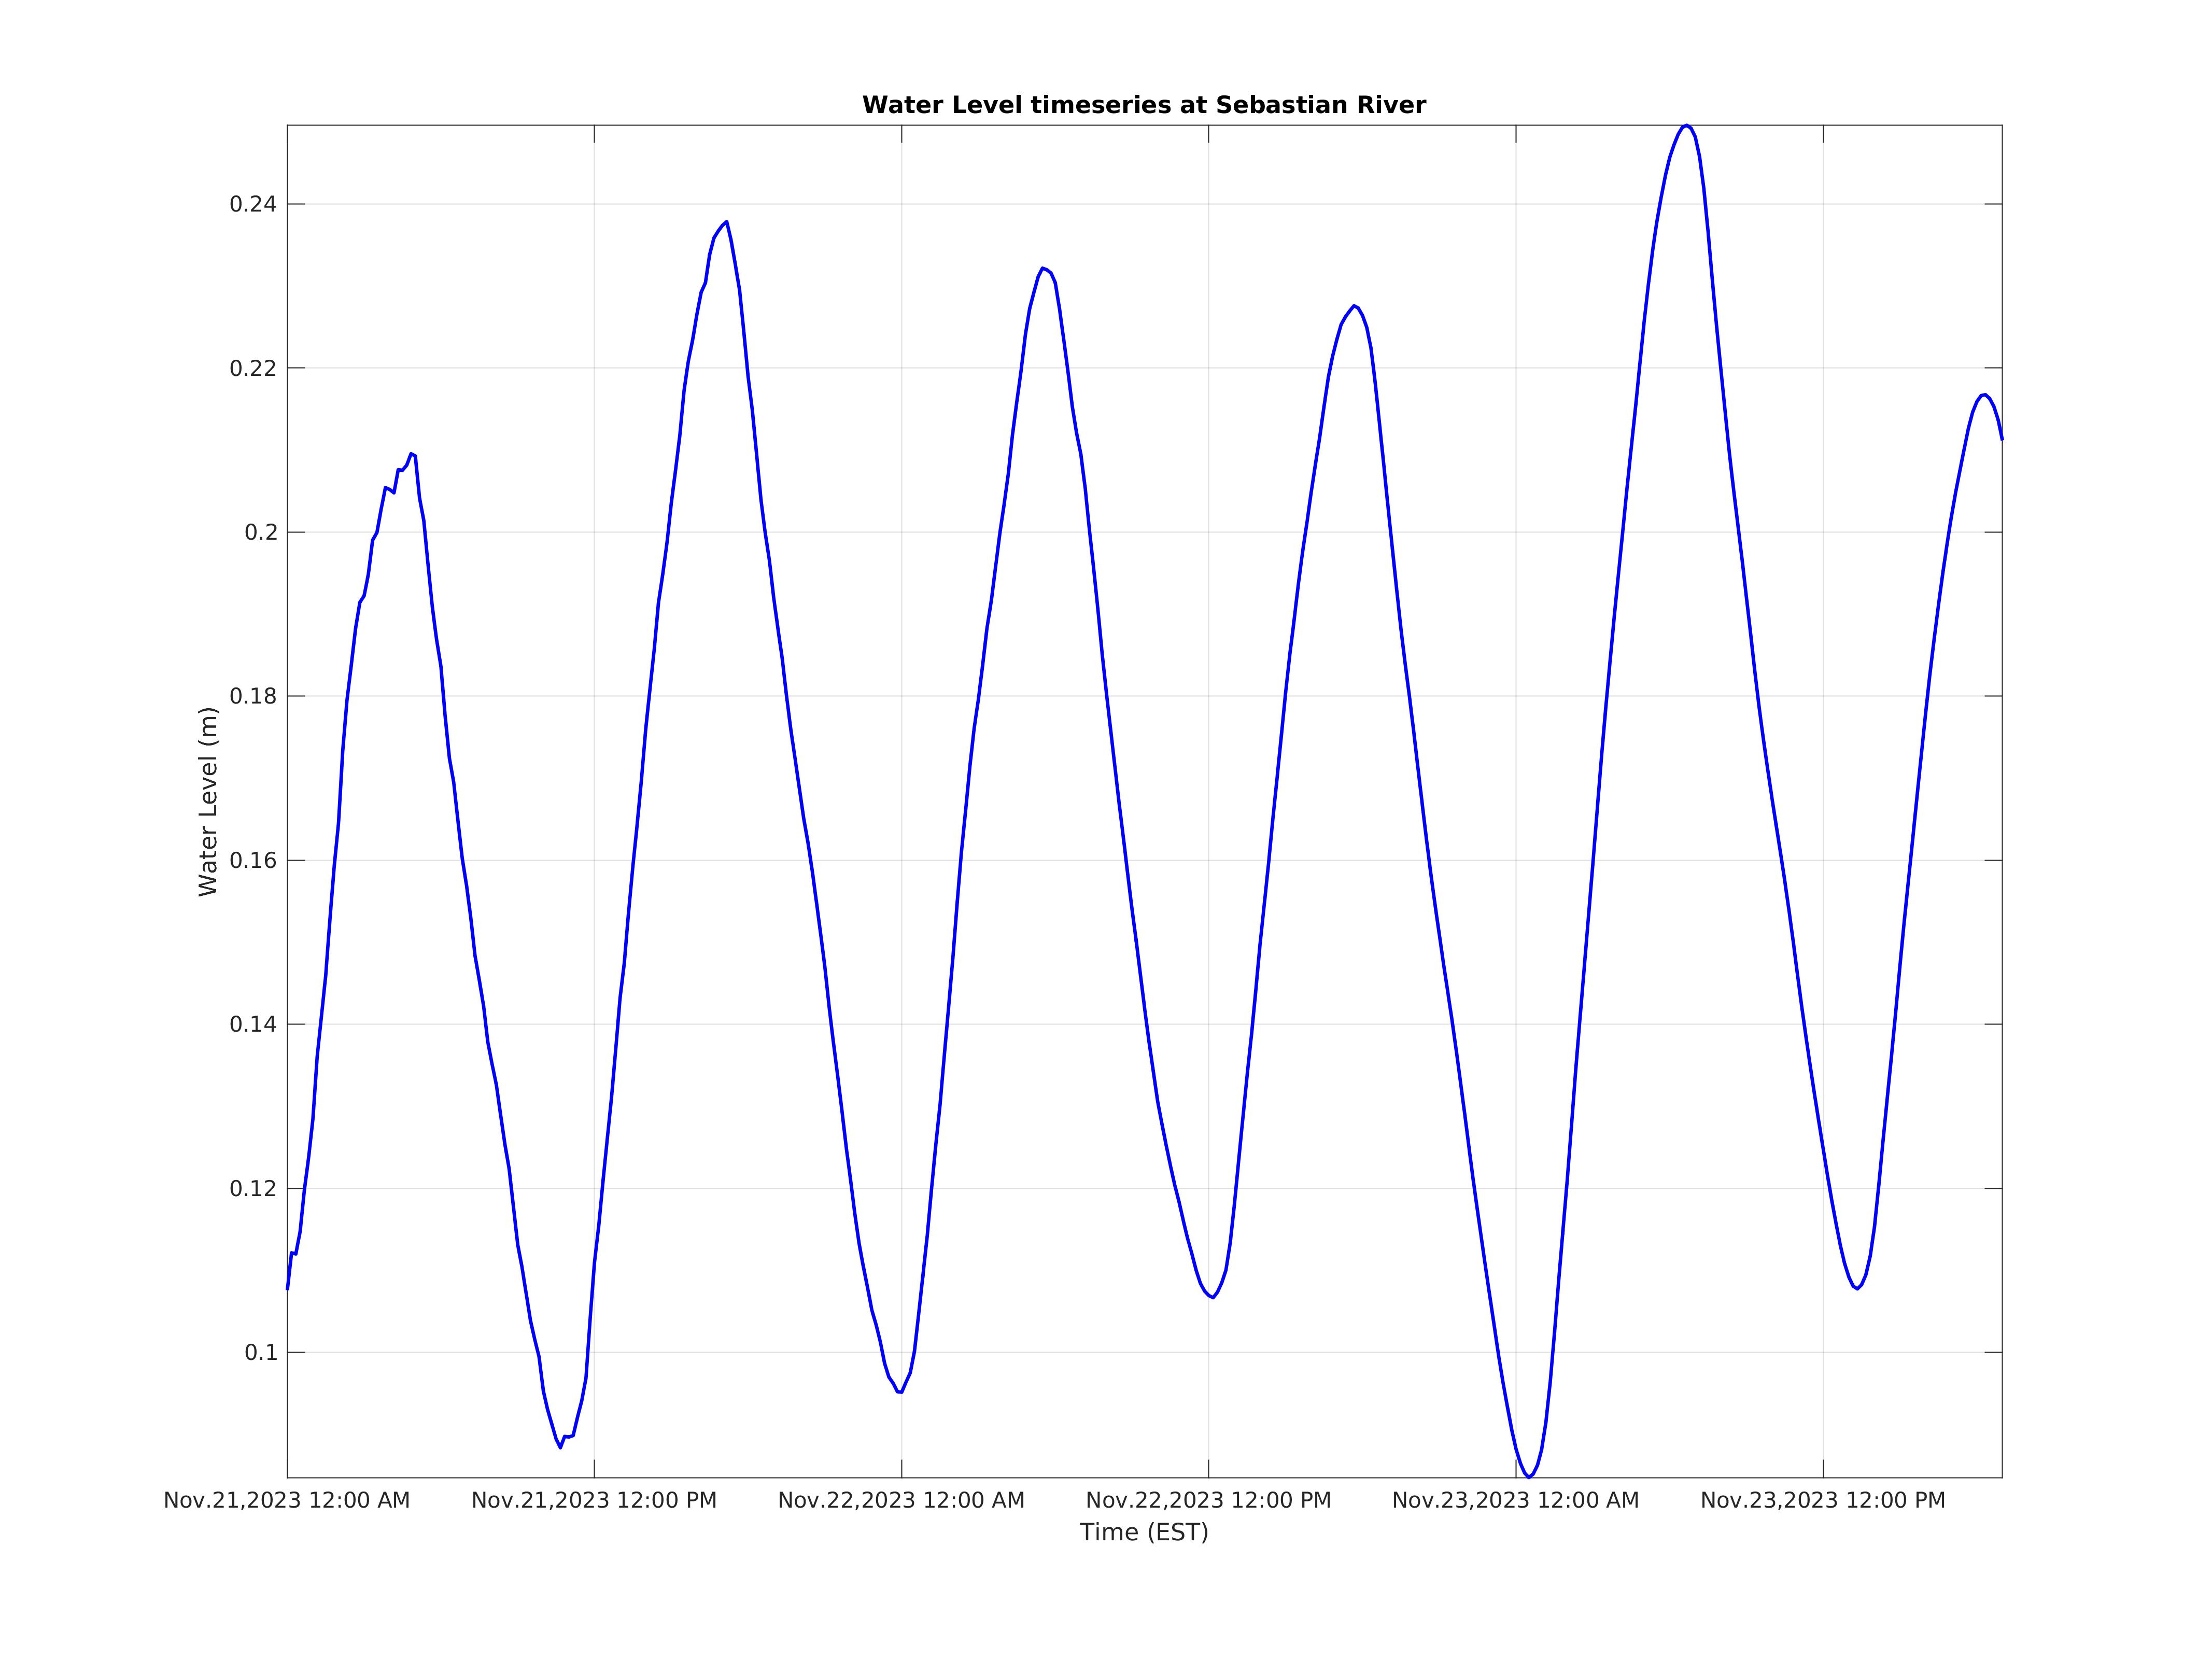 Water Level timeseries at Sebastian River
0.24
0.22
0.2
0.18
0.16
0.14
0.12
0.1
Water Level (m)
Nov.21,2023 12:00 AM Nov.21,2023 12:00 PM Nov.22,2023 12:00 AM Nov.22,2023 12:00 PM Nov.23,2023 12:00 AM Nov.23,2023 12:00 PM
Time (EST)